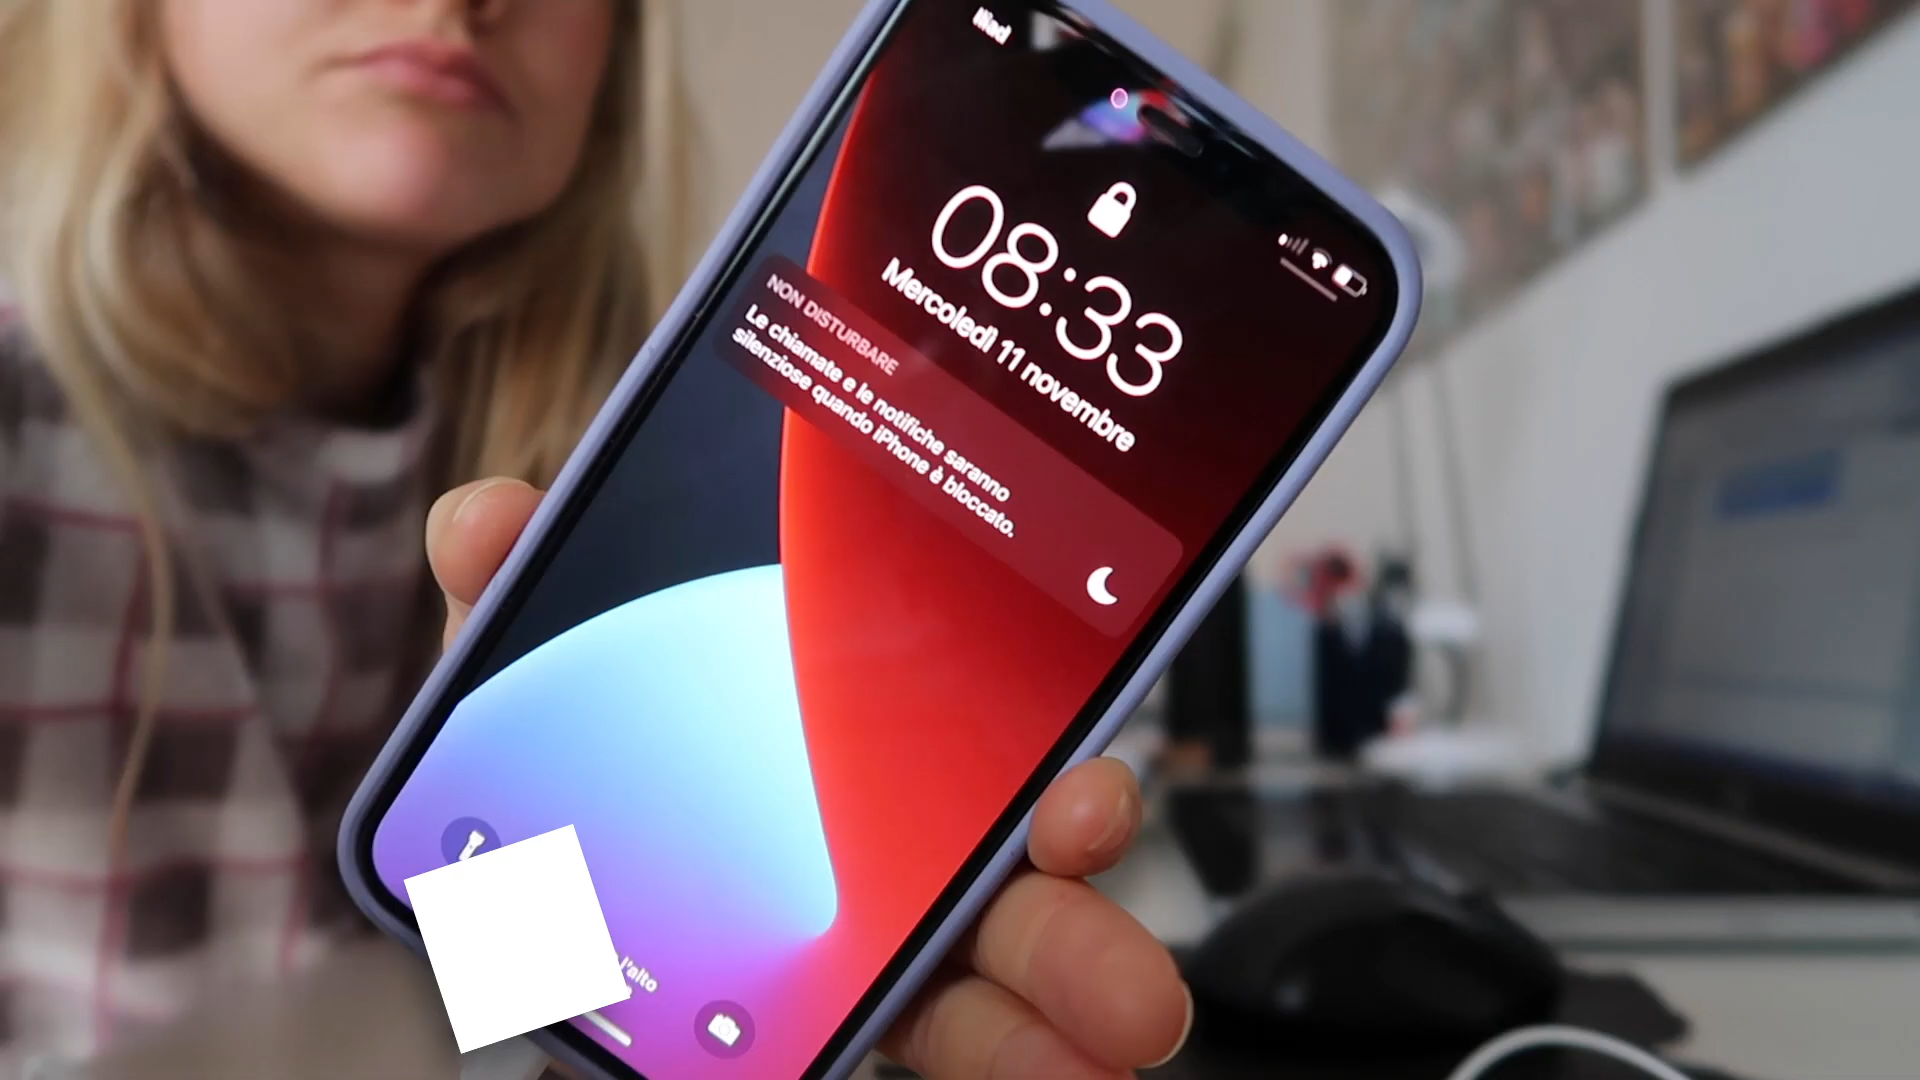 Iliad
08:33
Mercoledì 11 novembre
NON DISTURBARE
Le chiamate e le notifiche saranno
silenziose quando iPhone è bloccato.
l'alto